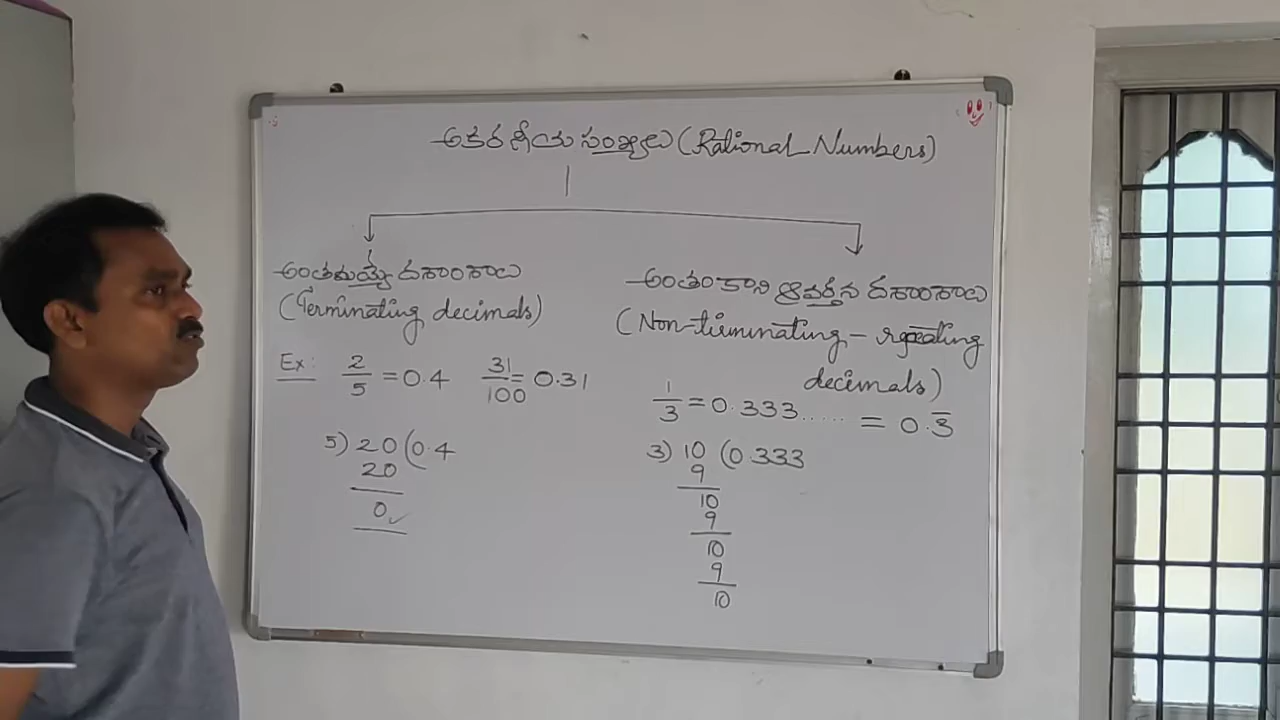 అకరణీయ సంఖ్యలు (Rational Numbers)
అంతమయ్యే దశాంశాలు
(Terminating decimals)
Ex: 2/5 = 0.4 31/100 = 0.31
5) 20 (0.4
20
0✓
అంతంకాని ఆవర్తన దశాంశాలు
(Non-terminating - repeating
decimals)
1/3 = 0.333...... = 0.3̅
3) 10 (0.333
9
10
9
10
9
10